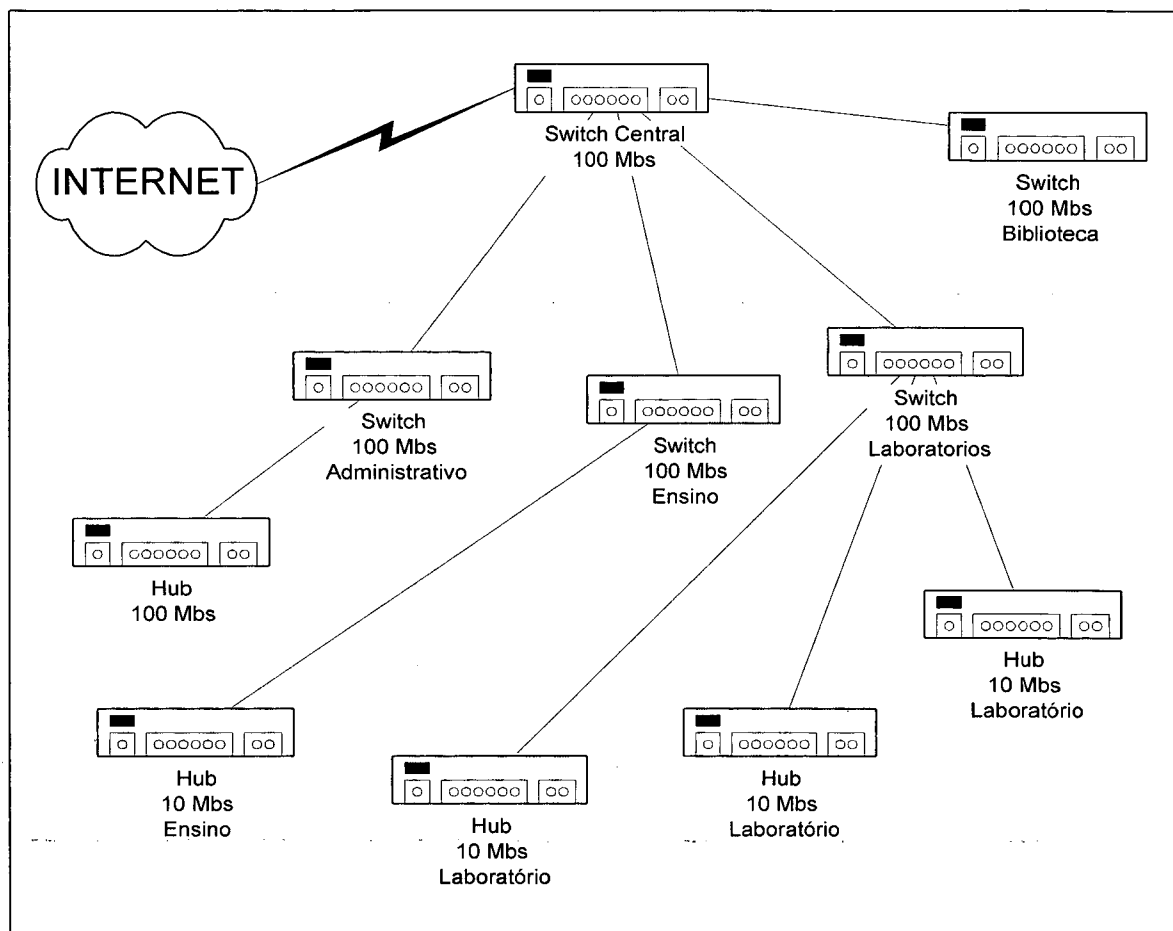 INTERNET
Switch Central
100 Mbs
Switch
100 Mbs
Biblioteca
Switch
100 Mbs
Administrativo
Switch
100 Mbs
Ensino
Switch
100 Mbs
Laboratorios
Hub
100 Mbs
Hub
10 Mbs
Ensino
Hub
10 Mbs
Laboratório
Hub
10 Mbs
Laboratório
Hub
10 Mbs
Laboratório